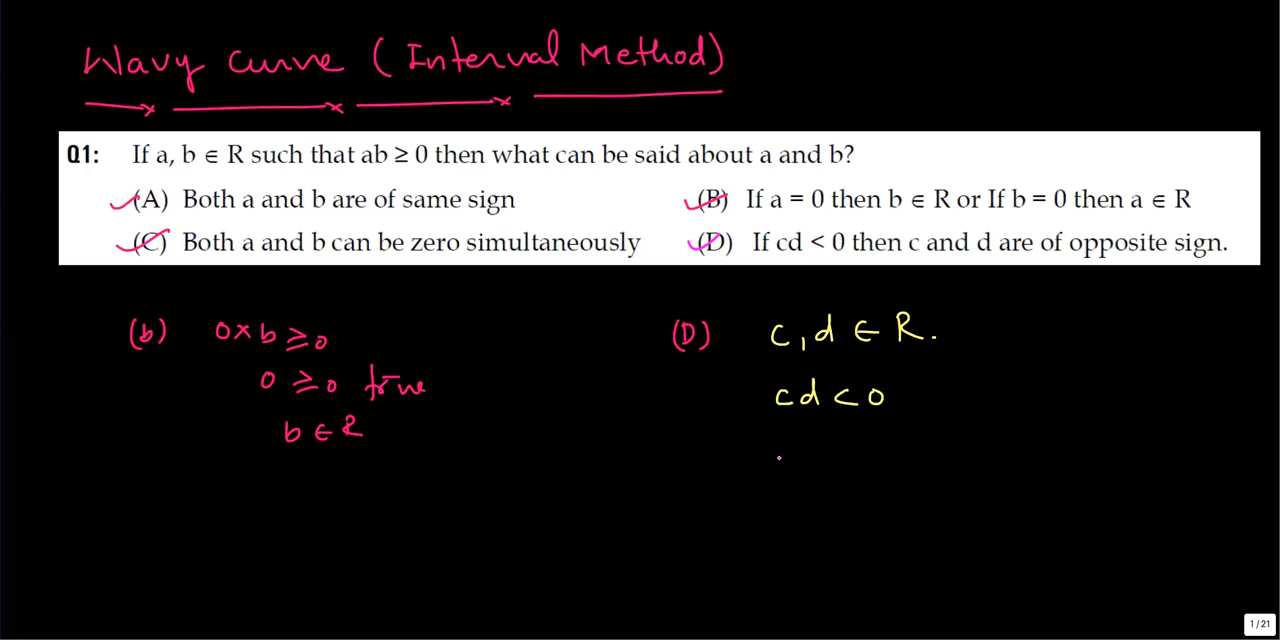 Wavy Curve (Interval Method)
Q1: If a, b ∈ R such that ab ≥ 0 then what can be said about a and b?
(A) Both a and b are of same sign
(B) If a = 0 then b ∈ R or If b = 0 then a ∈ R
(C) Both a and b can be zero simultaneously
(D) If cd < 0 then c and d are of opposite sign.
(b) 0 × b ≥ 0
0 ≥ 0 true
b ∈ R
(D) c, d ∈ R.
cd < 0
1 / 21